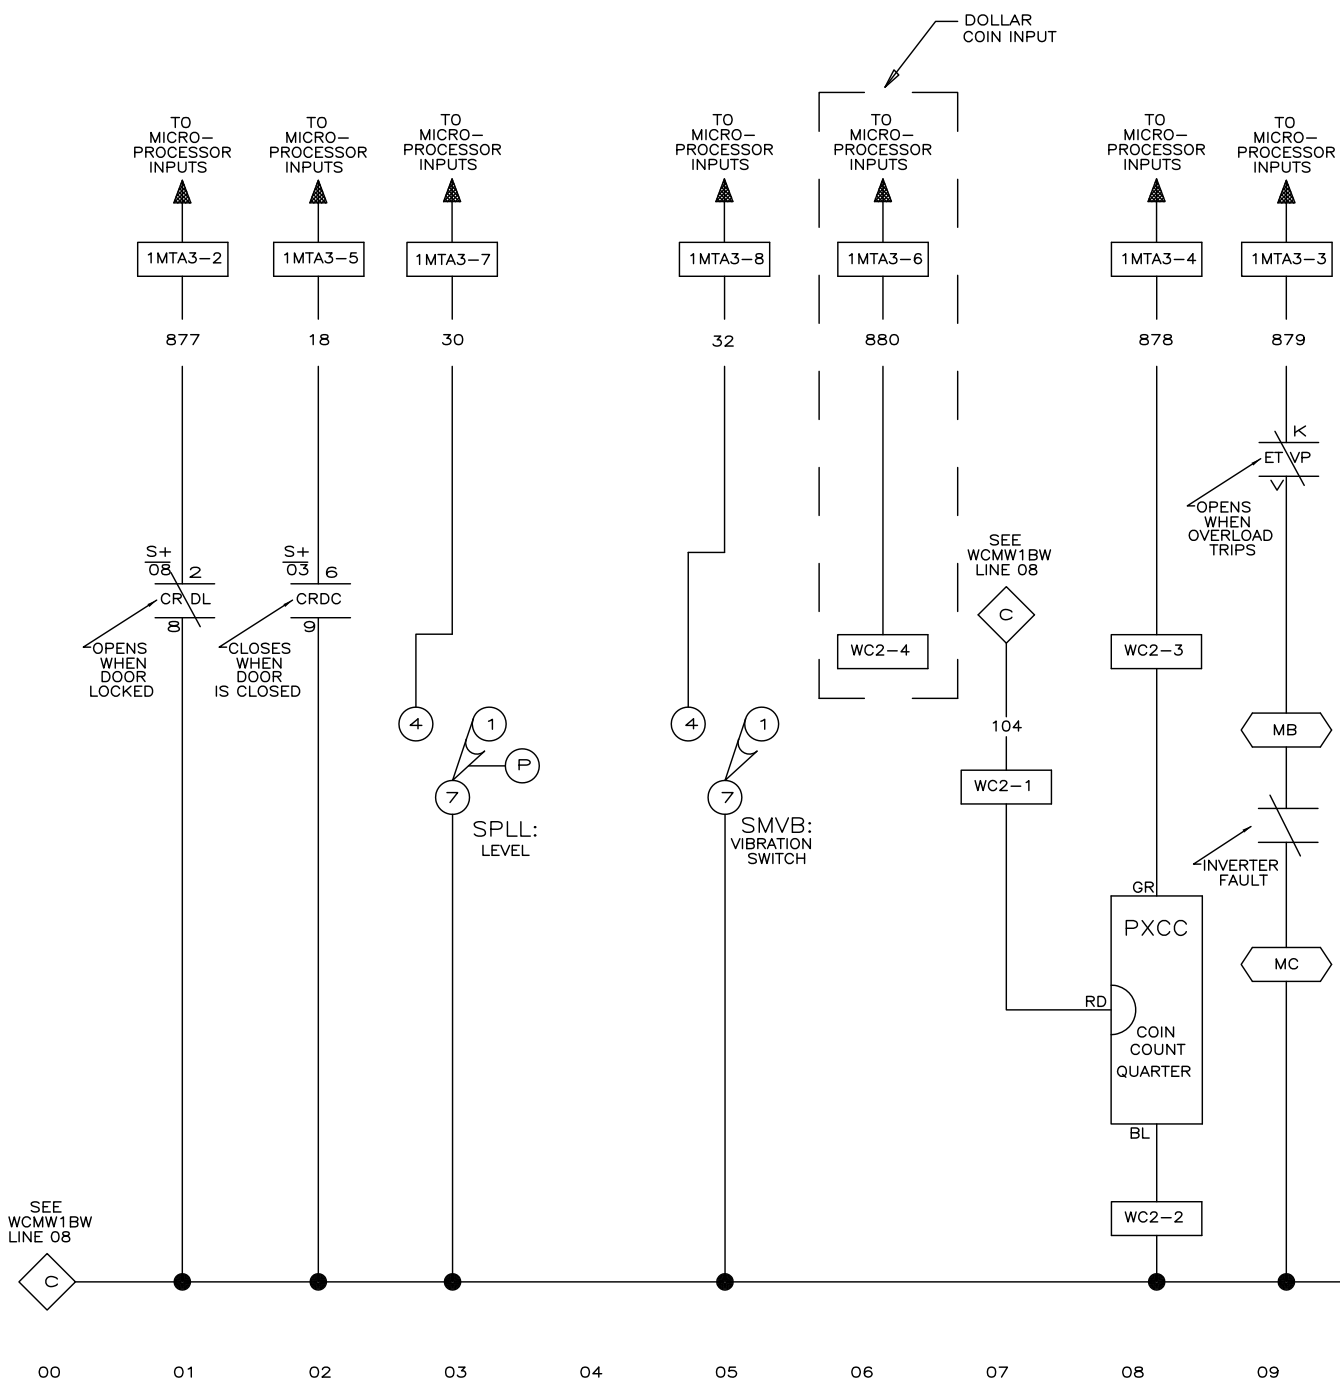 DOLLAR
COIN INPUT
TO
MICRO-
PROCESSOR
INPUTS
TO
MICRO-
PROCESSOR
INPUTS
TO
MICRO-
PROCESSOR
INPUTS
TO
MICRO-
PROCESSOR
INPUTS
TO
MICRO-
PROCESSOR
INPUTS
TO
MICRO-
PROCESSOR
INPUTS
TO
MICRO-
PROCESSOR
INPUTS
1MTA3-2
1MTA3-5
1MTA3-7
1MTA3-8
1MTA3-6
1MTA3-4
1MTA3-3
877
18
30
32
880
878
879
K
ET VP
V
OPENS
WHEN
OVERLOAD
TRIPS
S+
08
2
CR DL
8
OPENS
WHEN
DOOR
LOCKED
S+
03
6
CRDC
9
CLOSES
WHEN
DOOR
IS CLOSED
SEE
WCMW1BW
LINE 08
C
WC2-4
WC2-3
4
1
P
7
SPLL:
LEVEL
4
1
7
SMVB:
VIBRATION
SWITCH
104
WC2-1
MB
INVERTER
FAULT
MC
GR
PXCC
RD
COIN
COUNT
QUARTER
BL
WC2-2
SEE
WCMW1BW
LINE 08
C
00
01
02
03
04
05
06
07
08
09